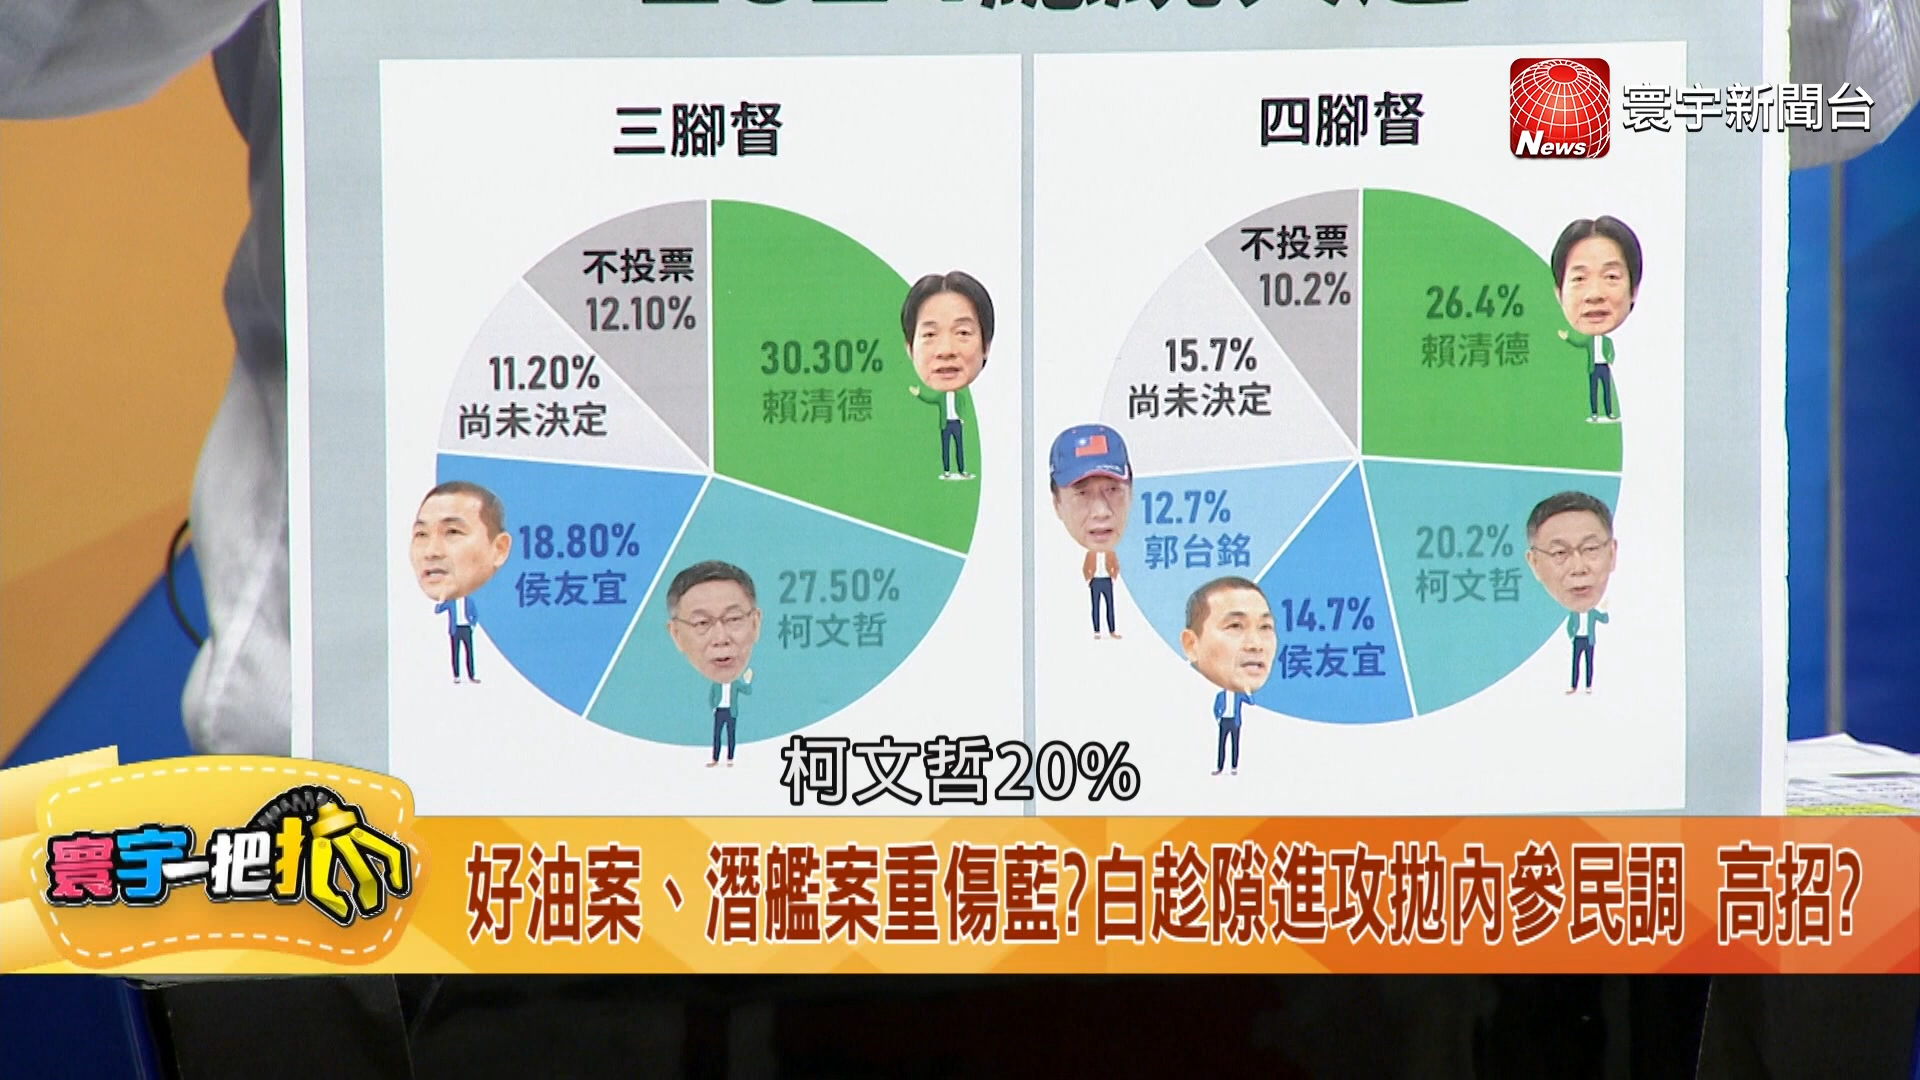 三腳督
不投票
12.10%
30.30%
賴清德
11.20%
尚未決定
18.80%
侯友宜
27.50%
柯文哲
四腳督
不投票
10.2%
26.4%
賴清德
15.7%
尚未決定
12.7%
郭台銘
14.7%
侯友宜
20.2%
柯文哲
News
寰宇新聞台
柯文哲20%
寰宇一把抓
好油案、潛艦案重傷藍?白趁隙進攻拋內參民調 高招?